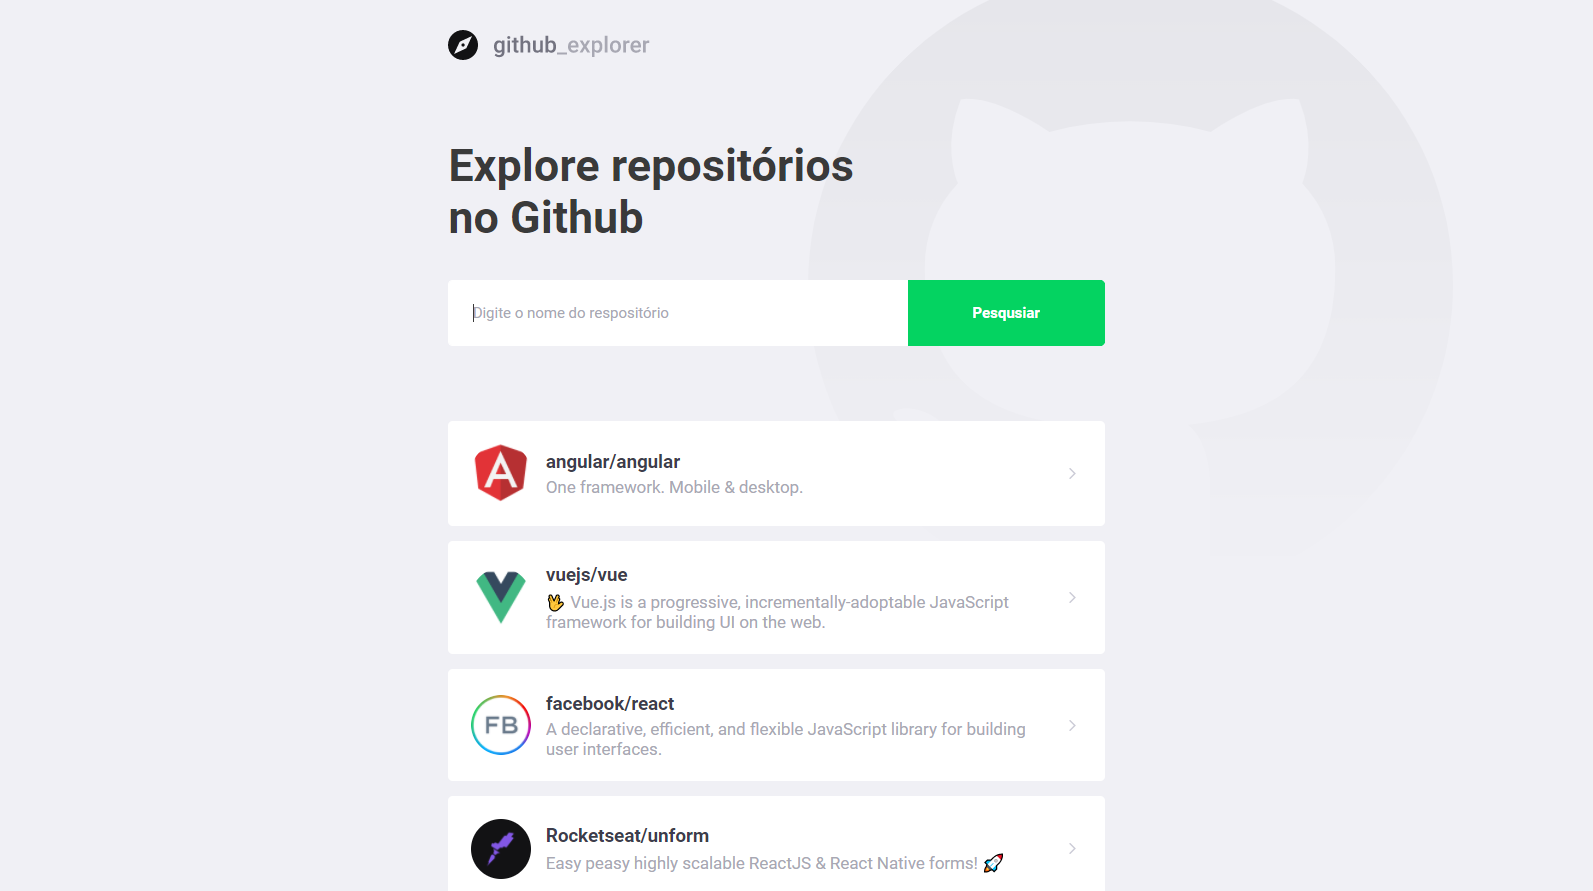 github_explorer
Explore repositórios
no Github
Digite o nome do respositório
Pesqusiar
angular/angular
One framework. Mobile & desktop.
vuejs/vue
🖖 Vue.js is a progressive, incrementally-adoptable JavaScript
framework for building UI on the web.
FB
facebook/react
A declarative, efficient, and flexible JavaScript library for building
user interfaces.
Rocketseat/unform
Easy peasy highly scalable ReactJS & React Native forms! 🚀